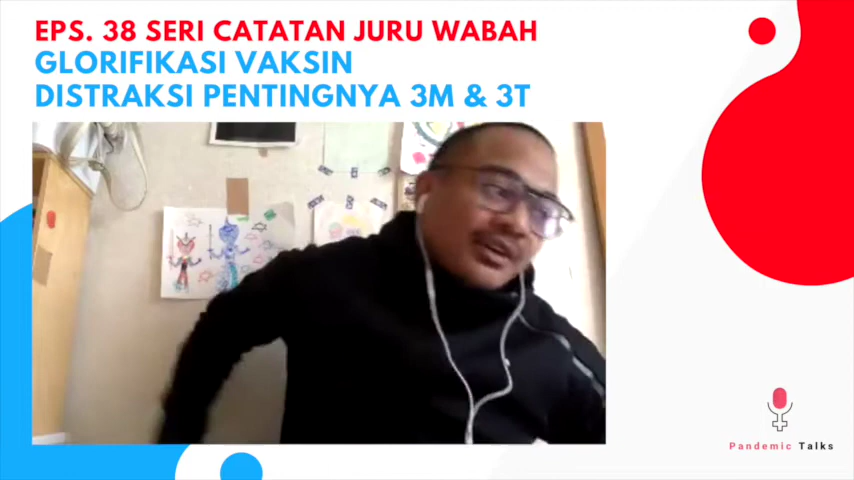 EPS. 38 SERI CATATAN JURU WABAH
GLORIFIKASI VAKSIN
DISTRAKSI PENTINGNYA 3M & 3T
Pandemic Talks